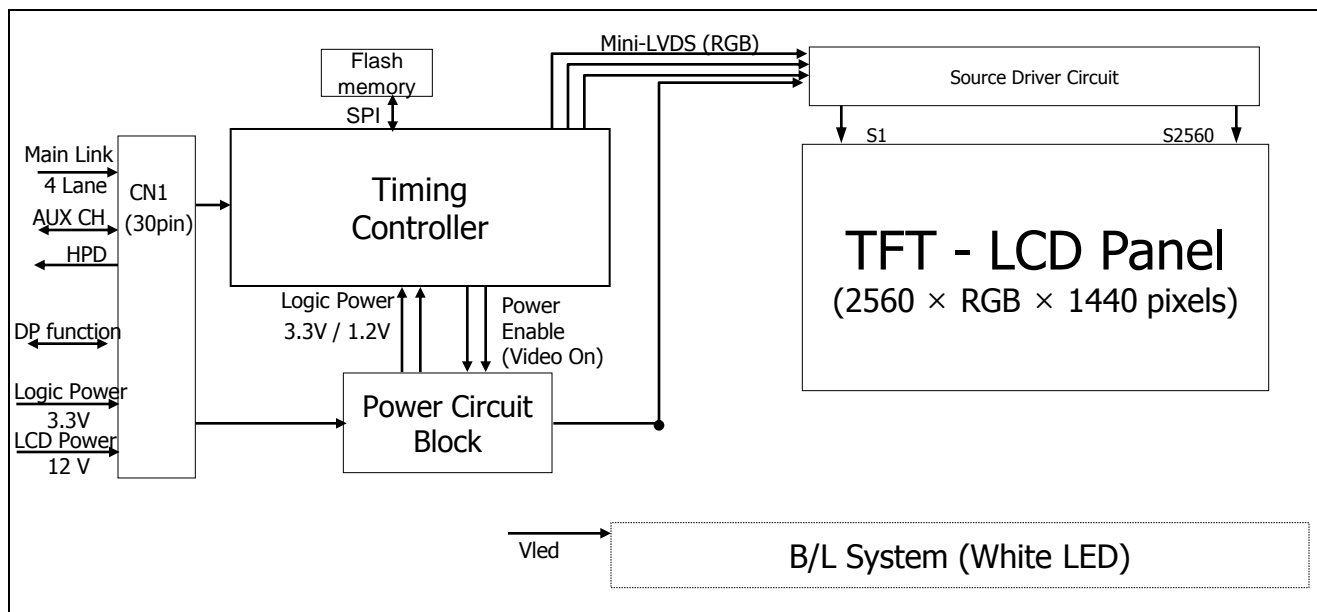 Mini-LVDS (RGB)
Flash
memory
SPI
Source Driver Circuit
S1
S2560
Main Link
4 Lane
AUX CH
HPD
DP function
Logic Power
3.3V
LCD Power
12 V
CN1
(30pin)
Timing
Controller
Logic Power
3.3V / 1.2V
Power
Enable
(Video On)
Power Circuit
Block
TFT - LCD Panel
(2560 × RGB × 1440 pixels)
Vled
B/L System (White LED)